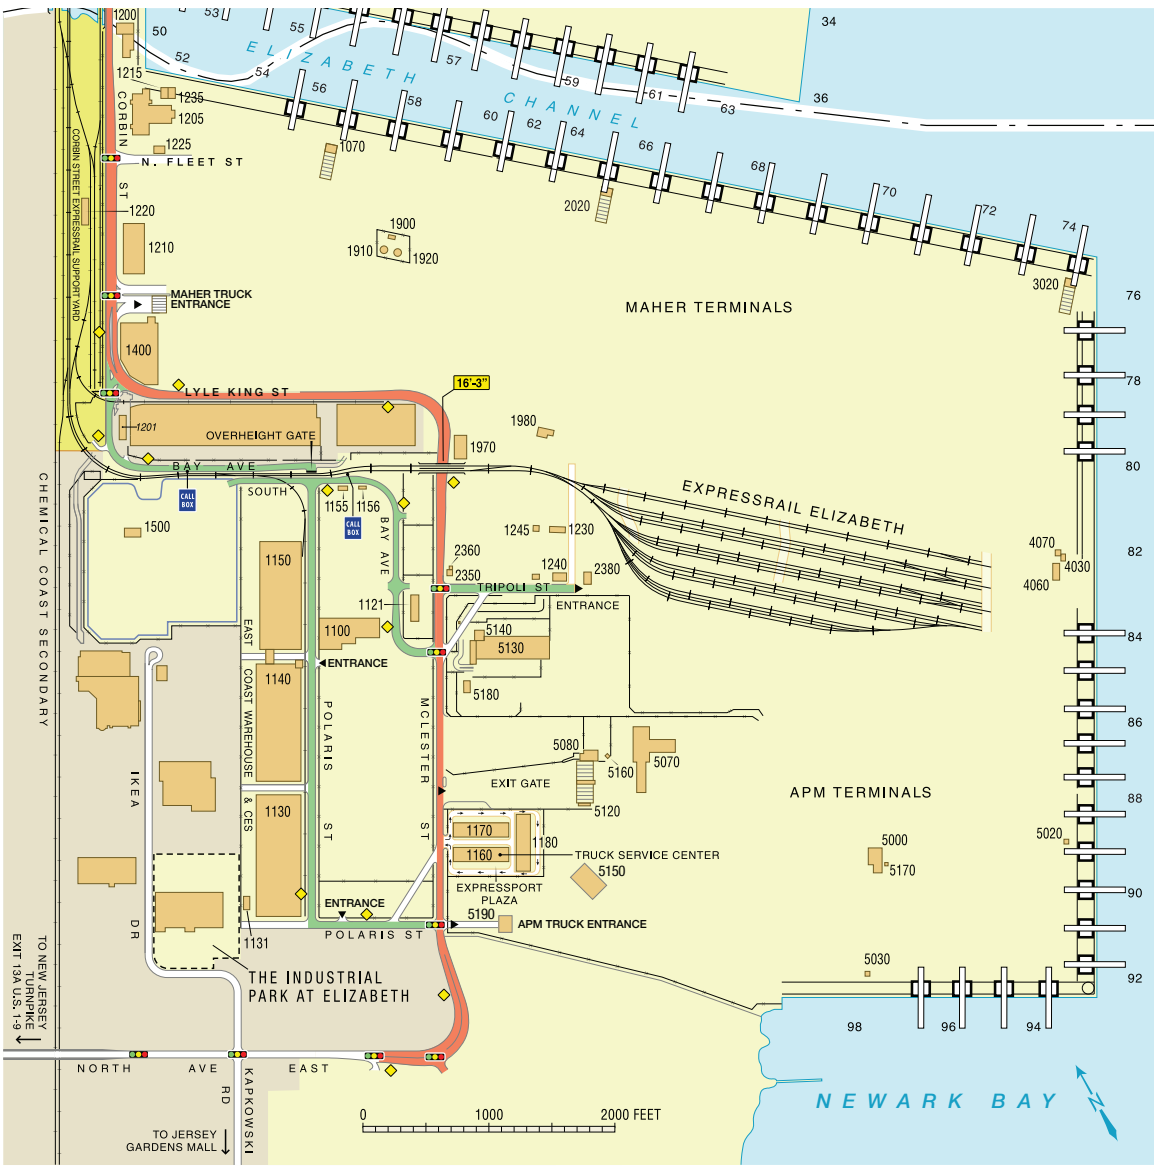 1200
53
55
34
50
52
54
57
ELIZABETH
CHANNEL
1215
56
59
61
63
36
1235
1205
58
60
62
64
66
68
70
72
74
1225
1070
N. FLEET ST
CORBIN
ST
CORBIN STREET EXPRESSRAIL SUPPORT YARD
1220
2020
1210
1900
1910
1920
3020
76
MAHER TRUCK
ENTRANCE
MAHER TERMINALS
1400
78
16'-3"
LYLE KING ST
1201
OVERHEIGHT GATE
1980
1970
80
BAY AVE
CALL
BOX
SOUTH
1155
1156
CALL
BOX
BAY AVE
EXPRESSRAIL ELIZABETH
CHEMICAL COAST SECONDARY
1500
1245
1230
1150
2360
2350
1240
2380
82
4070
4030
4060
TRIPOLI ST
ENTRANCE
1121
1100
5140
5130
84
EAST
COAST WAREHOUSE
& CES
ENTRANCE
1140
5180
POLARIS
ST
MCLESTER
ST
86
5080
5160
5070
IKEA
DR
EXIT GATE
APM TERMINALS
88
1130
5120
1170
1180
1160
TRUCK SERVICE CENTER
5000
5170
5020
5150
EXPRESSPORT
PLAZA
90
ENTRANCE
5190
APM TRUCK ENTRANCE
POLARIS ST
1131
5030
92
TO NEW JERSEY
TURNPIKE
EXIT 13A U.S. 1-9
THE INDUSTRIAL
PARK AT ELIZABETH
98
96
94
NORTH AVE EAST
KAPKOWSKI
RD
NEWARK BAY
N
0 1000 2000 FEET
TO JERSEY
GARDENS MALL